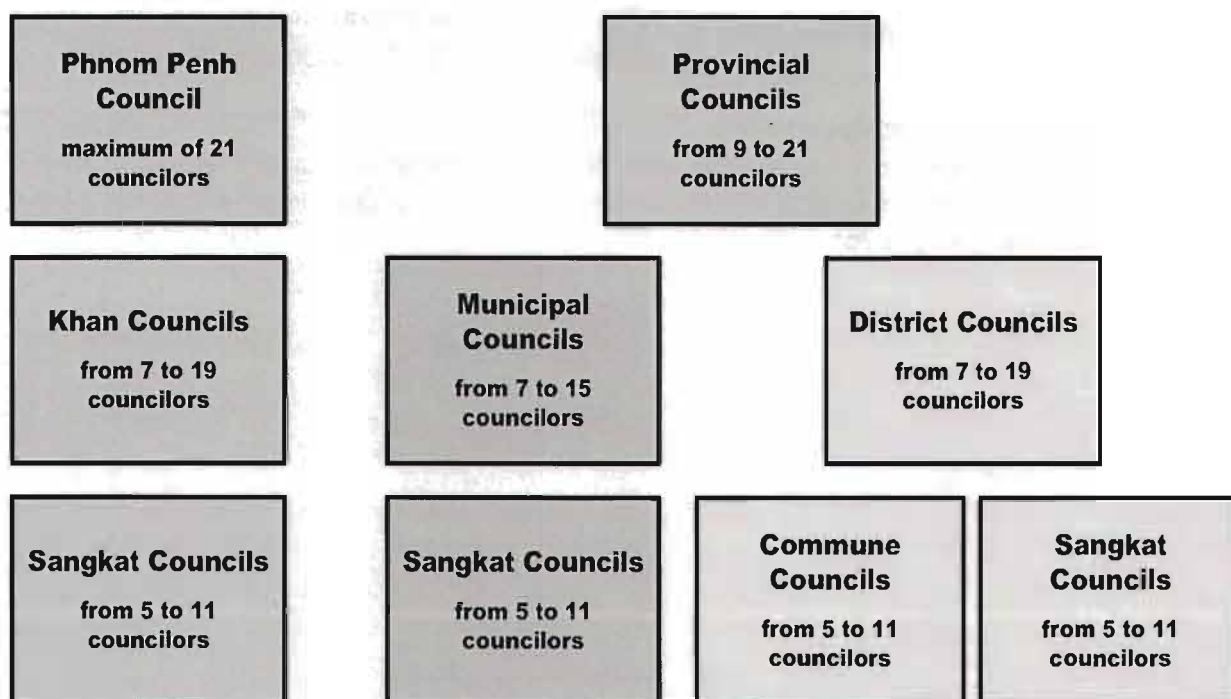 Phnom Penh
Council
maximum of 21
councilors
Provincial
Councils
from 9 to 21
councilors
Khan Councils
from 7 to 19
councilors
Municipal
Councils
from 7 to 15
councilors
District Councils
from 7 to 19
councilors
Sangkat Councils
from 5 to 11
councilors
Sangkat Councils
from 5 to 11
councilors
Commune
Councils
from 5 to 11
councilors
Sangkat
Councils
from 5 to 11
councilors